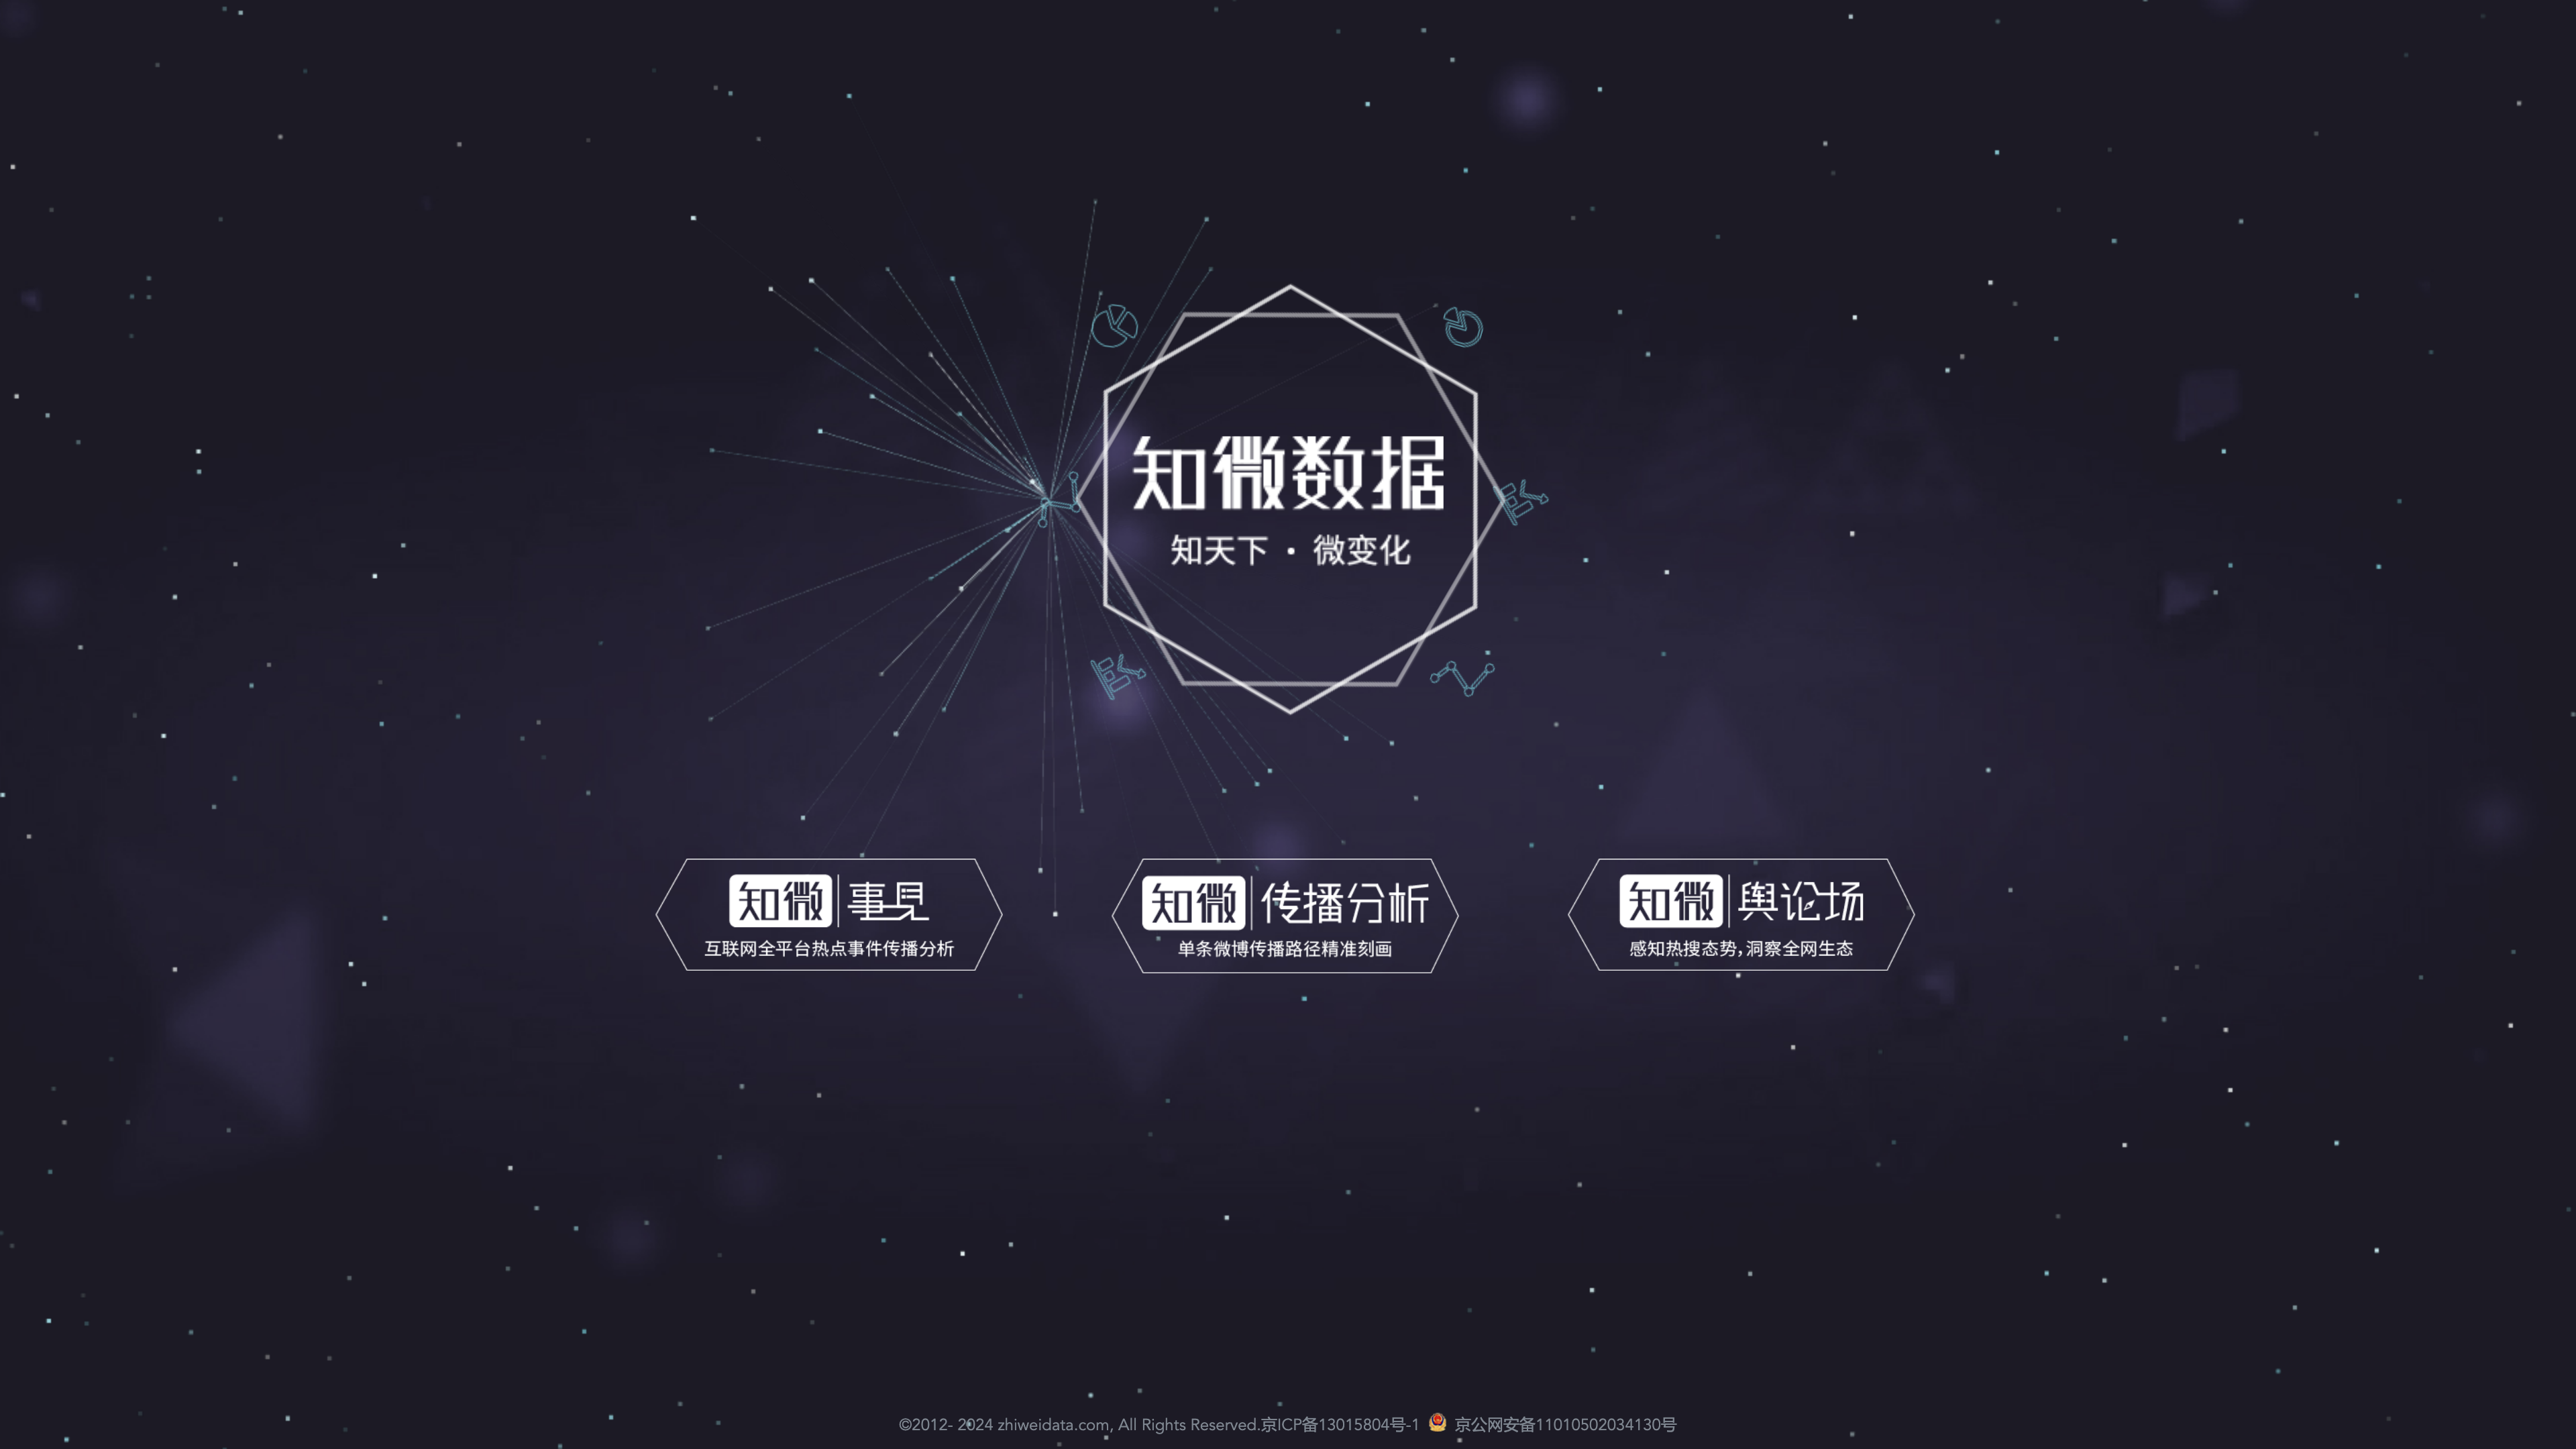 知微数据
知天下 · 微变化
知微 事见
互联网全平台热点事件传播分析
知微 传播分析
单条微博传播路径精准刻画
知微 舆论场
感知热搜态势,洞察全网生态
©2012- 2024 zhiweidata.com, All Rights Reserved.京ICP备13015804号-1 京公网安备11010502034130号